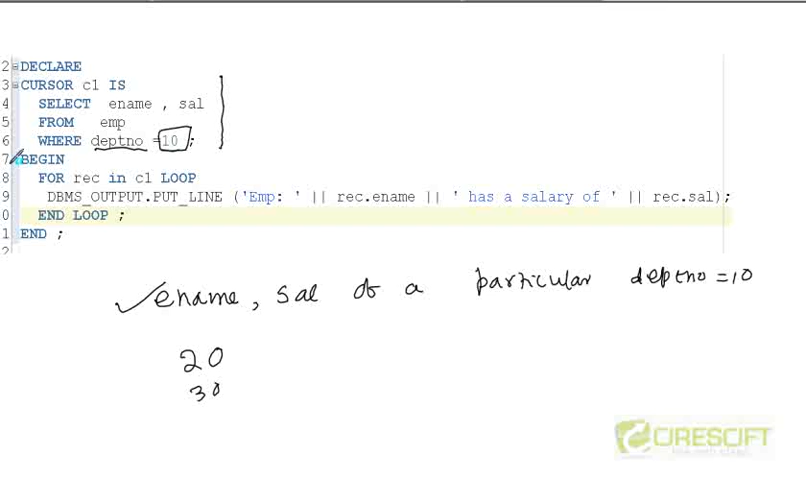 2 DECLARE
3 CURSOR c1 IS
4 SELECT ename , sal
5 FROM emp
6 WHERE deptno =10 ;
7 BEGIN
8 FOR rec in c1 LOOP
9 DBMS_OUTPUT.PUT_LINE ('Emp: ' || rec.ename || ' has a salary of ' || rec.sal);
0 END LOOP ;
1 END ;
2
ename, sal of a particular deptno = 10
20
30
CIRESCIFT